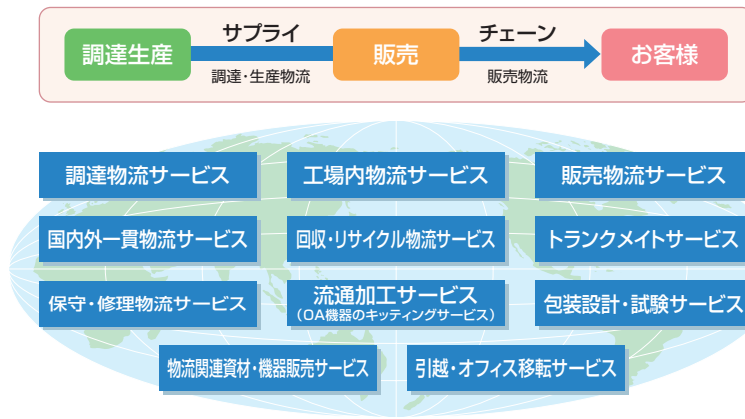 サプライ
チェーン
調達生産
販売
お客様
調達・生産物流
販売物流
調達物流サービス
工場内物流サービス
販売物流サービス
国内外一貫物流サービス
回収・リサイクル物流サービス
トランクメイトサービス
保守・修理物流サービス
流通加工サービス
(OA機器のキッティングサービス)
包装設計・試験サービス
物流関連資材・機器販売サービス
引越・オフィス移転サービス